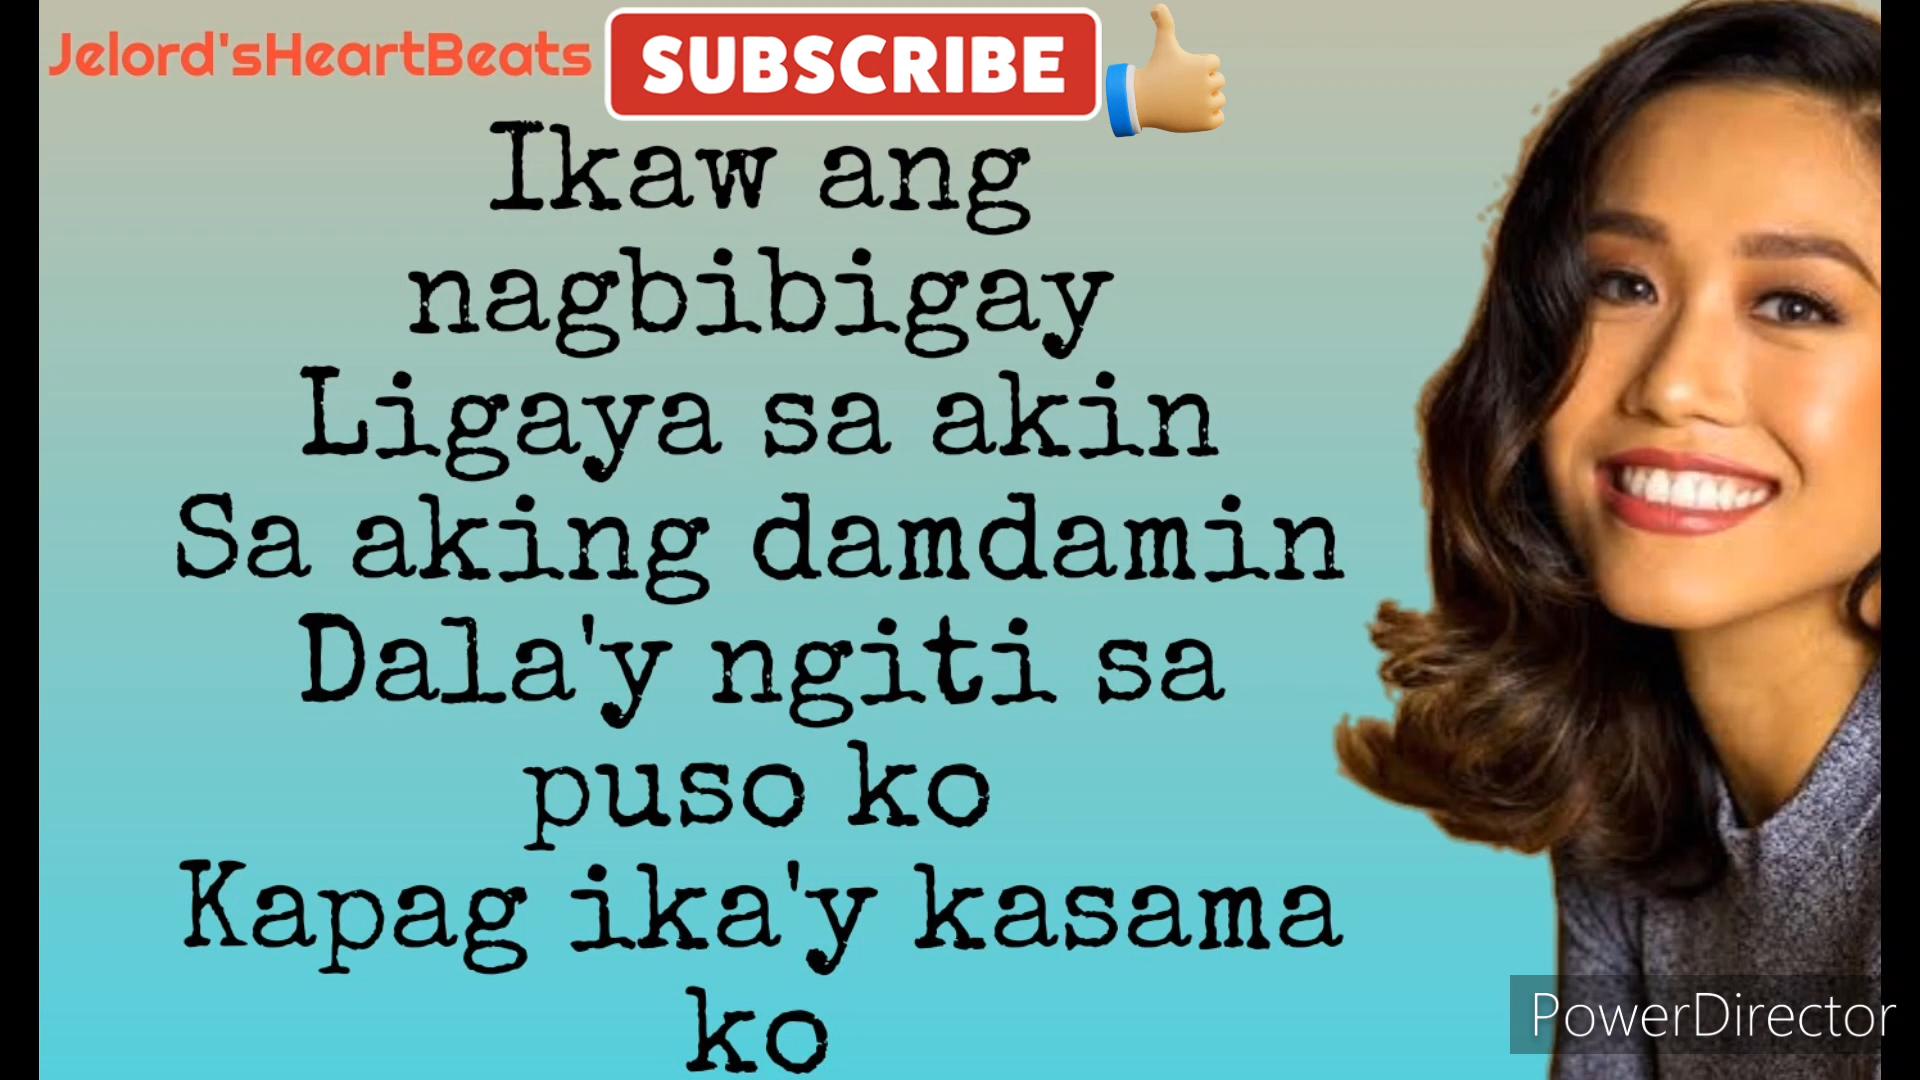 Jelord'sHeartBeats SUBSCRIBE
Ikaw ang
nagbibigay
Ligaya sa akin
Sa aking damdamin
Dala'y ngiti sa
puso ko
Kapag ika'y kasama
ko
PowerDirector